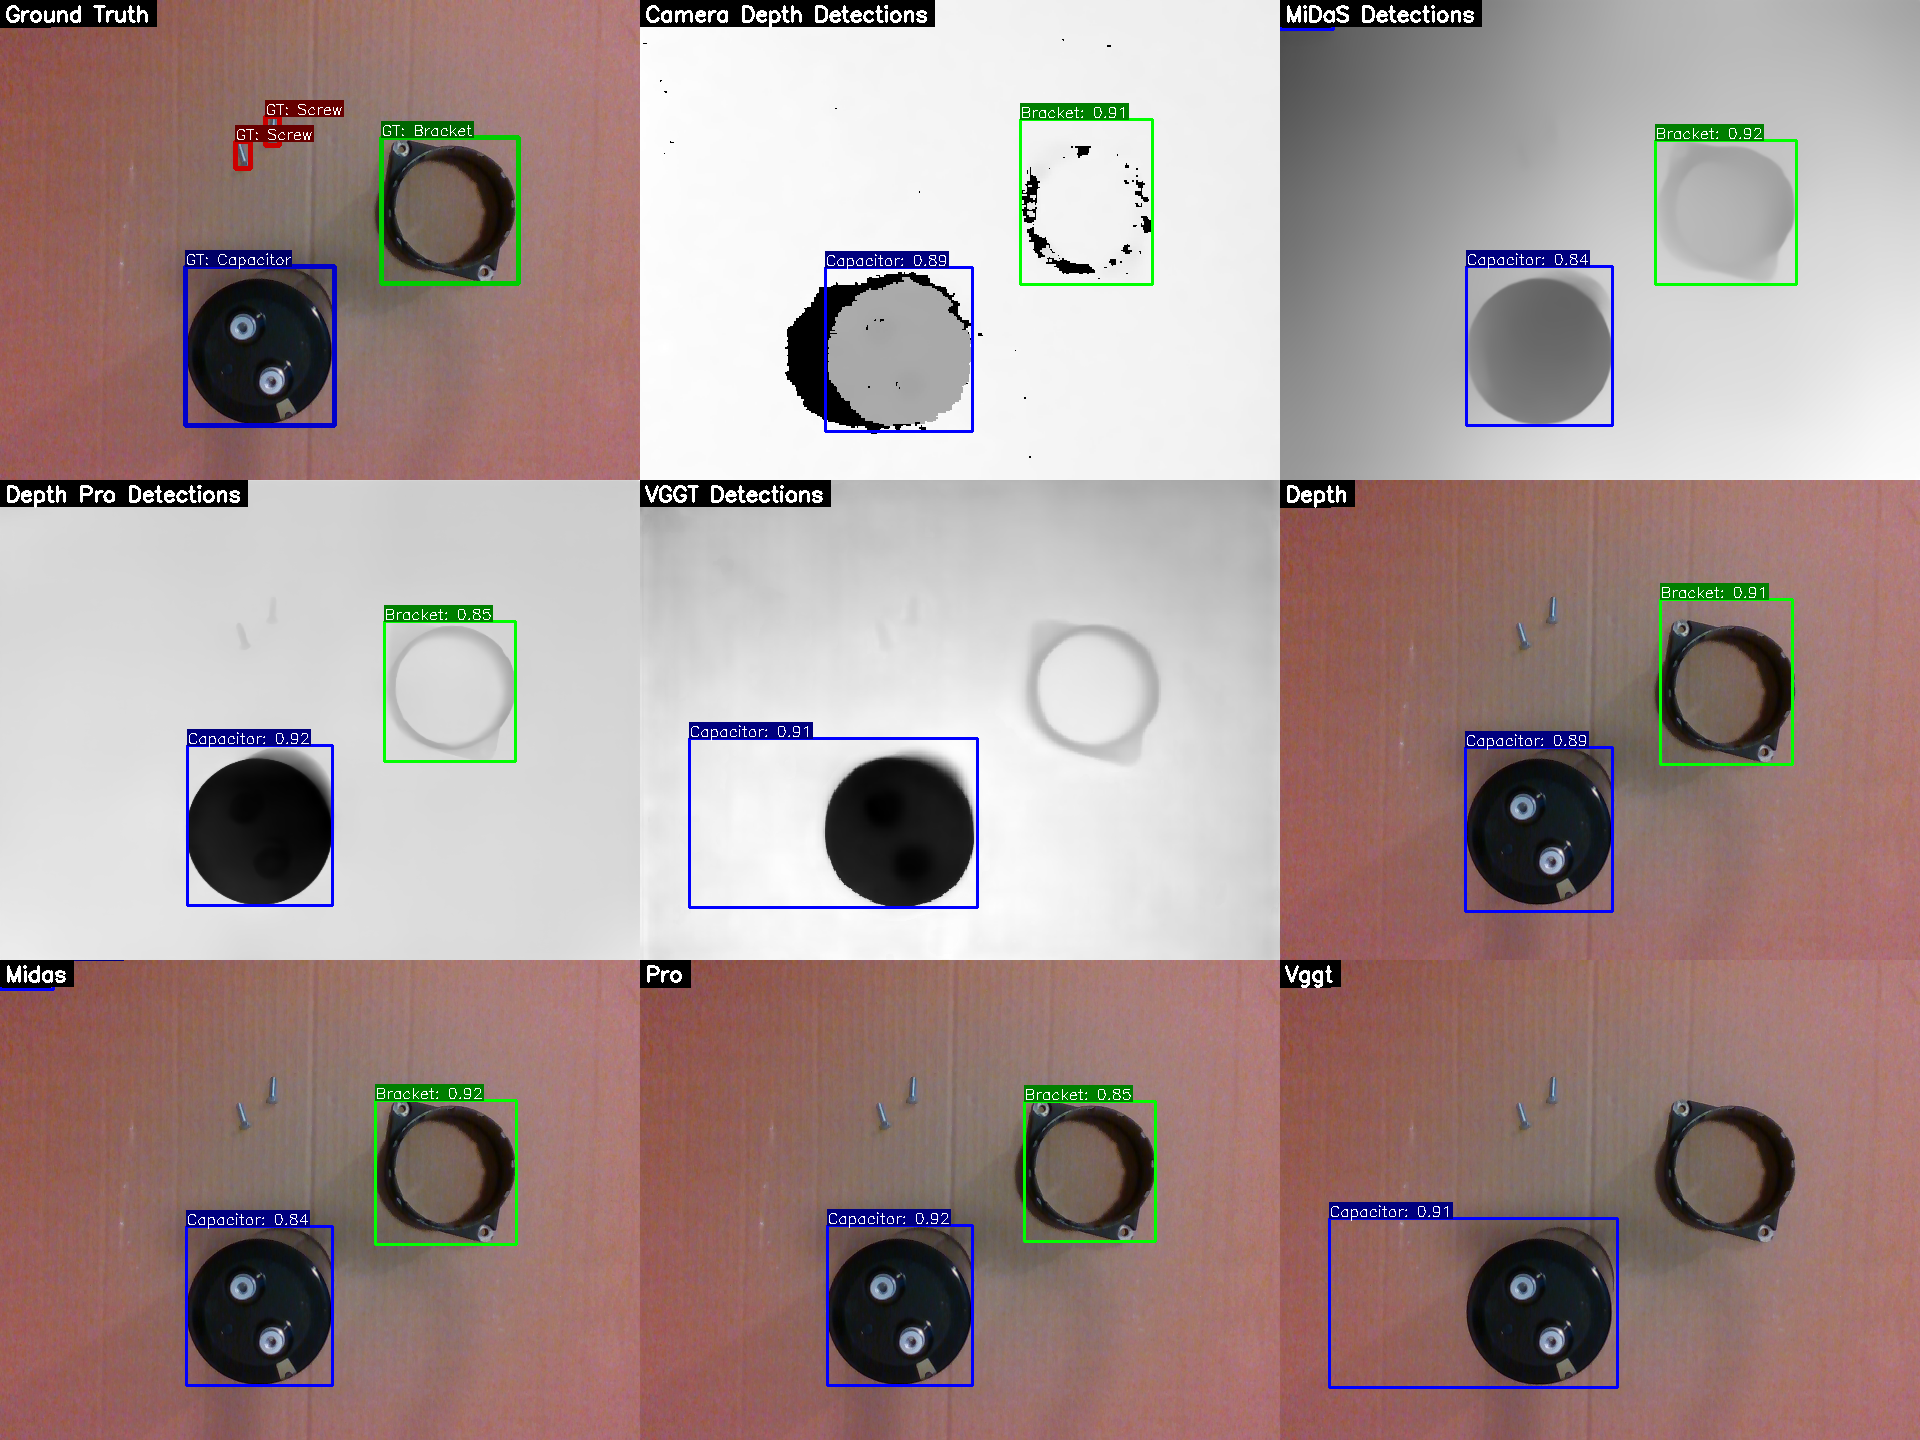 Ground Truth
GT: Screw
GT: Screw
GT: Bracket
GT: Capacitor
Camera Depth Detections
Bracket: 0.91
Capacitor: 0.89
MiDaS Detections
Bracket: 0.92
Capacitor: 0.84
Depth Pro Detections
Bracket: 0.85
Capacitor: 0.92
VGGT Detections
Capacitor: 0.91
Depth
Bracket: 0.91
Capacitor: 0.89
Midas
Bracket: 0.92
Capacitor: 0.84
Pro
Bracket: 0.85
Capacitor: 0.92
Vggt
Capacitor: 0.91